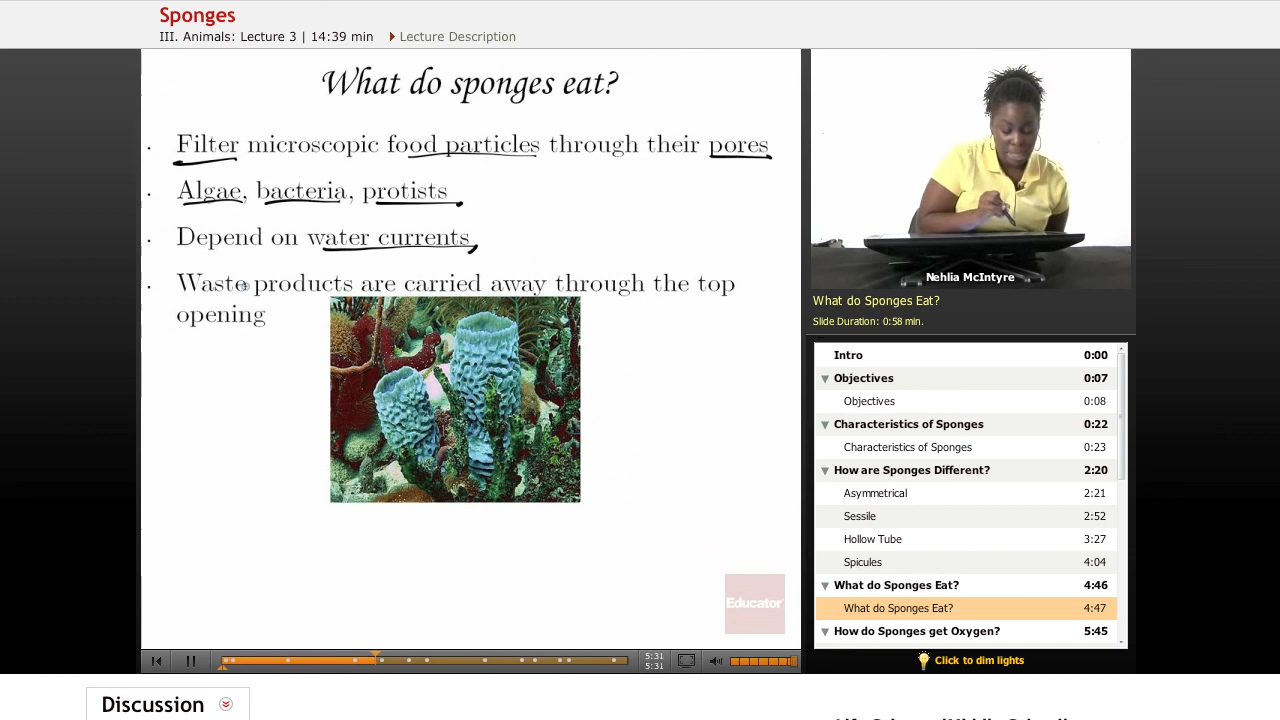 Sponges
III. Animals: Lecture 3 | 14:39 min
Lecture Description
What do sponges eat?
· Filter microscopic food particles through their pores
· Algae, bacteria, protists
· Depend on water currents
· Waste products are carried away through the top
opening
Educator
5:31
5:31
Nehlia McIntyre
What do Sponges Eat?
Slide Duration: 0:58 min.
Intro 0:00
Objectives 0:07
Objectives 0:08
Characteristics of Sponges 0:22
Characteristics of Sponges 0:23
How are Sponges Different? 2:20
Asymmetrical 2:21
Sessile 2:52
Hollow Tube 3:27
Spicules 4:04
What do Sponges Eat? 4:46
What do Sponges Eat? 4:47
How do Sponges get Oxygen? 5:45
Click to dim lights
Discussion